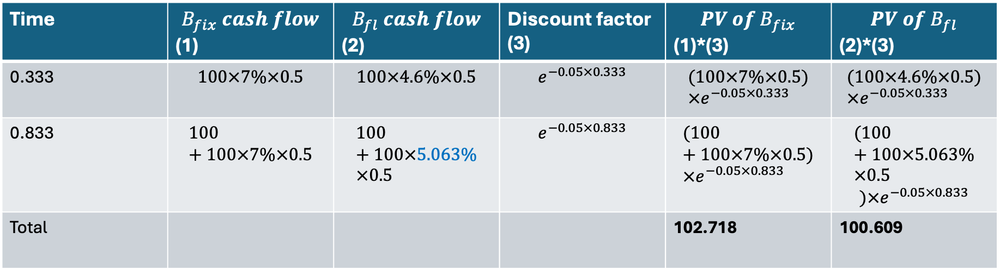 Time
B_fix cash flow
(1)
B_fl cash flow
(2)
Discount factor
(3)
PV of B_fix
(1)*(3)
PV of B_fl
(2)*(3)
0.333
100×7%×0.5
100×4.6%×0.5
e^{−0.05×0.333}
(100×7%×0.5)
×e^{−0.05×0.333}
(100×4.6%×0.5)
×e^{−0.05×0.333}
0.833
100
+ 100×7%×0.5
100
+ 100×5.063%
×0.5
e^{−0.05×0.833}
(100
+ 100×7%×0.5)
×e^{−0.05×0.833}
(100
+ 100×5.063%
×0.5
)×e^{−0.05×0.833}
Total
102.718
100.609